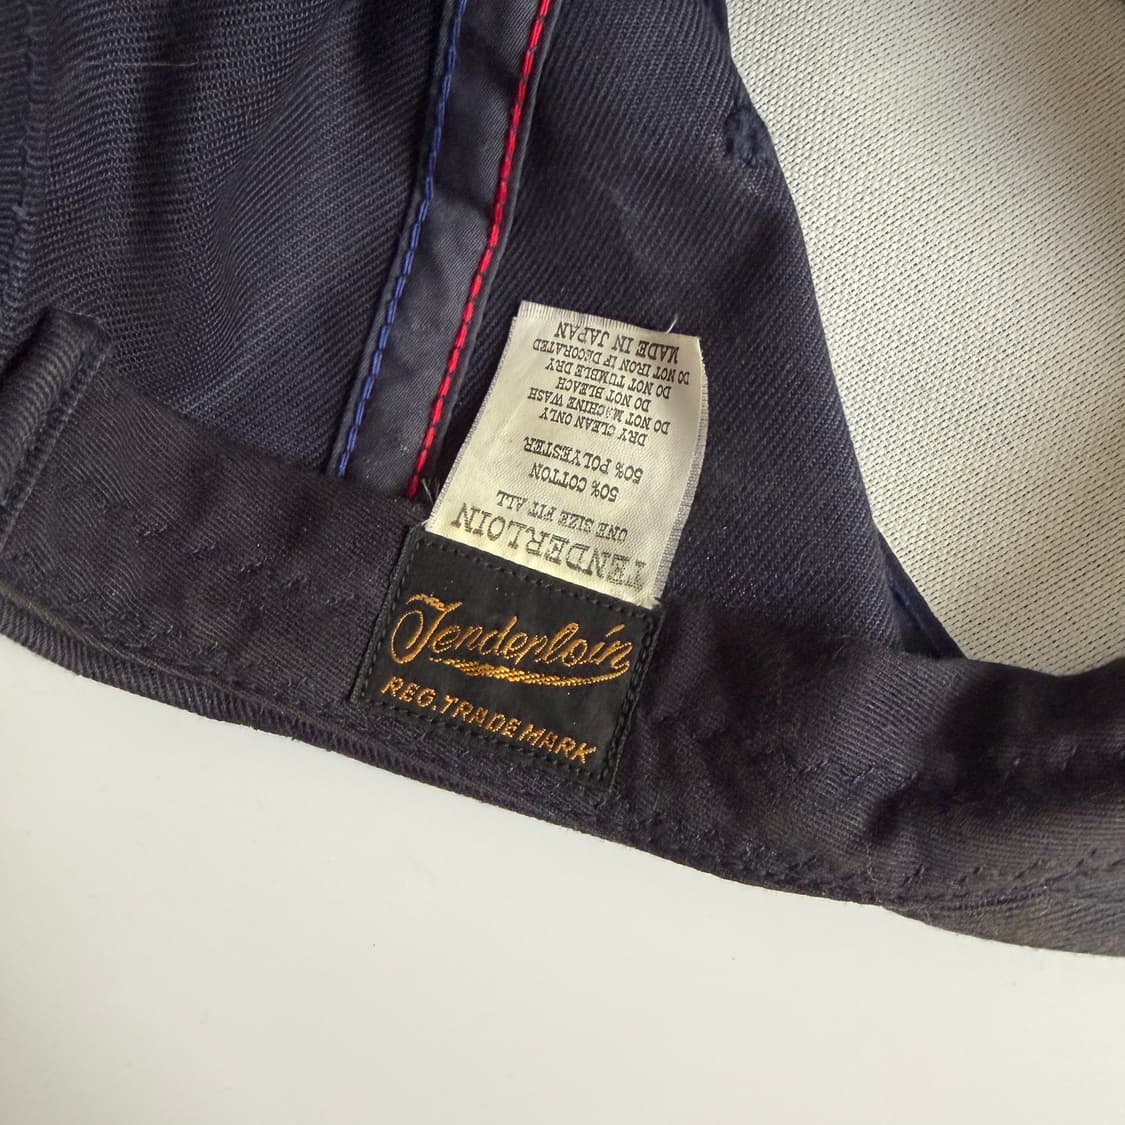 TENDERLOIN
ONE SIZE FIT ALL
50% COTTON
50% POLYESTER
DRY CLEAN ONLY
DO NOT MACHINE WASH
DO NOT BLEACH
DO NOT TUMBLE DRY
DO NOT IRON IF DECORATED
MADE IN JAPAN
Tenderloin
REG. TRADE MARK